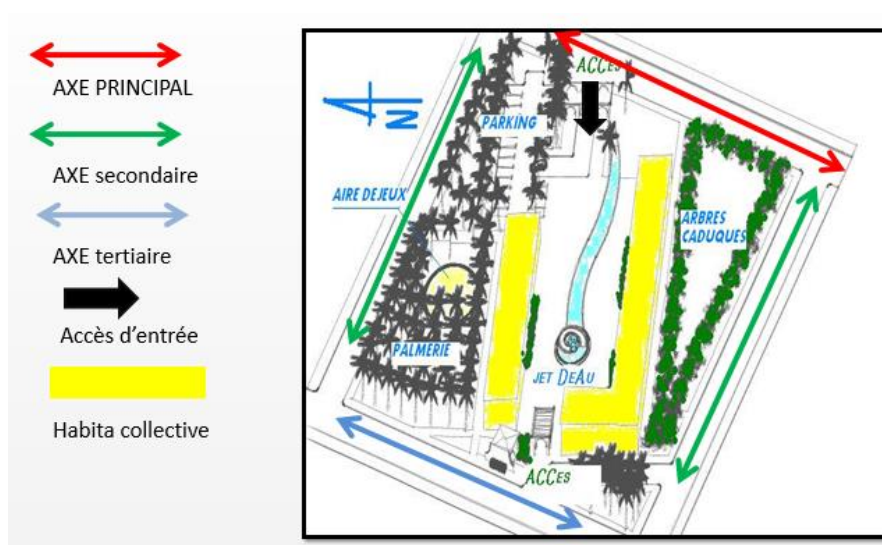 AXE PRINCIPAL
AXE secondaire
AXE tertiaire
Accès d'entrée
Habita collective
ACCes
N
PARKING
AIRE DEJEUX
ARBRES
CADUQUES
PALMERIE
JET DeAu
ACCes